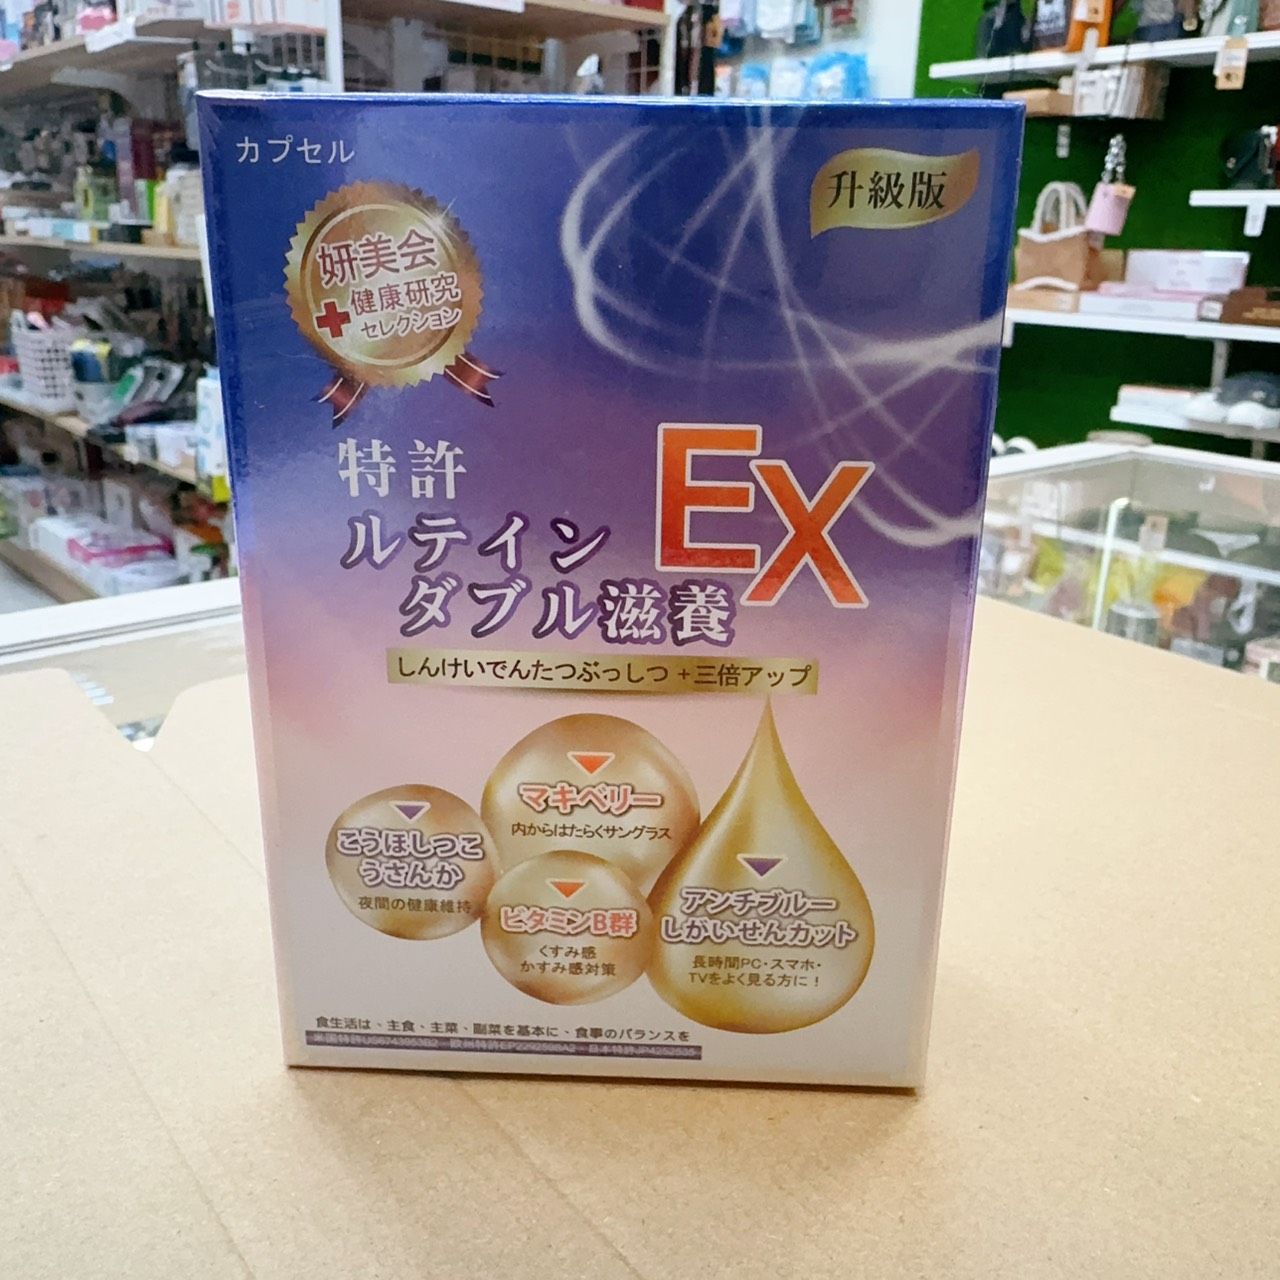 カプセル
升級版
妍美会
健康研究
セレクション
特許
ルテイン
EX
ダブル滋養
しんけいでんたつぶっしつ+三倍アップ
マキベリー
内からはたらくサングラス
こうほしつこ
うさんか
夜間の健康維持
ビタミンB群
くすみ感
かすみ感対策
アンチブルー
しがいせんカット
長時間PC・スマホ・
TVをよく見る方に!
食生活は、主食、主菜、副菜を基本に、食事のバランスを